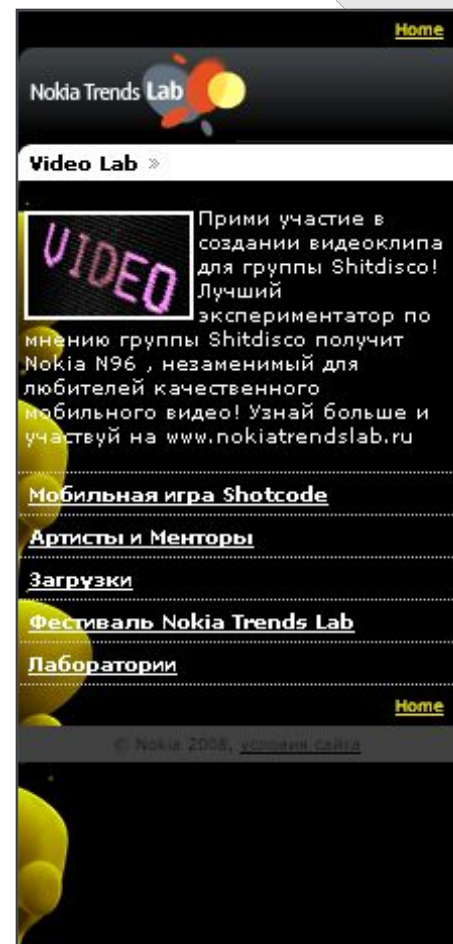 Home
Nokia Trends Lab
Video Lab »
VIDEO
Прими участие в
создании видеоклипа
для группы Shitdisco!
Лучший
экспериментатор по
мнению группы Shitdisco получит
Nokia N96 , незаменимый для
любителей качественного
мобильного видео! Узнай больше и
участвуй на www.nokiatrendslab.ru
Мобильная игра Shotcode
Артисты и Менторы
Загрузки
Фестиваль Nokia Trends Lab
Лаборатории
Home
© Nokia 2008, условия сайта